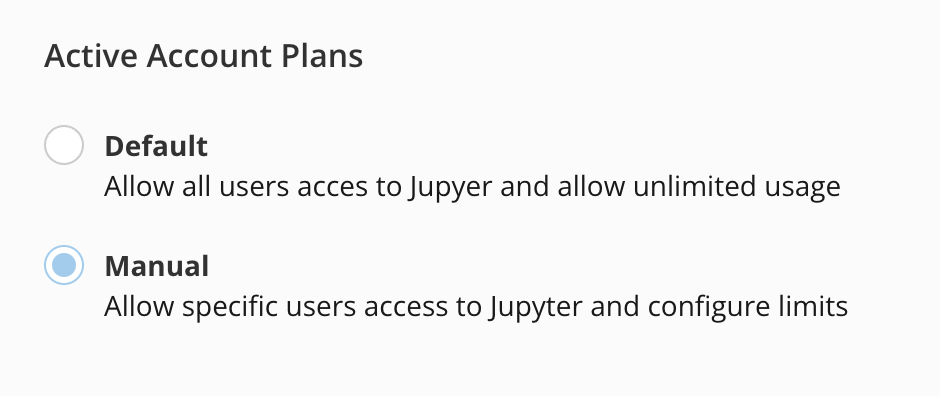 Active Account Plans
Default
Allow all users acces to Jupyer and allow unlimited usage
Manual
Allow specific users access to Jupyter and configure limits